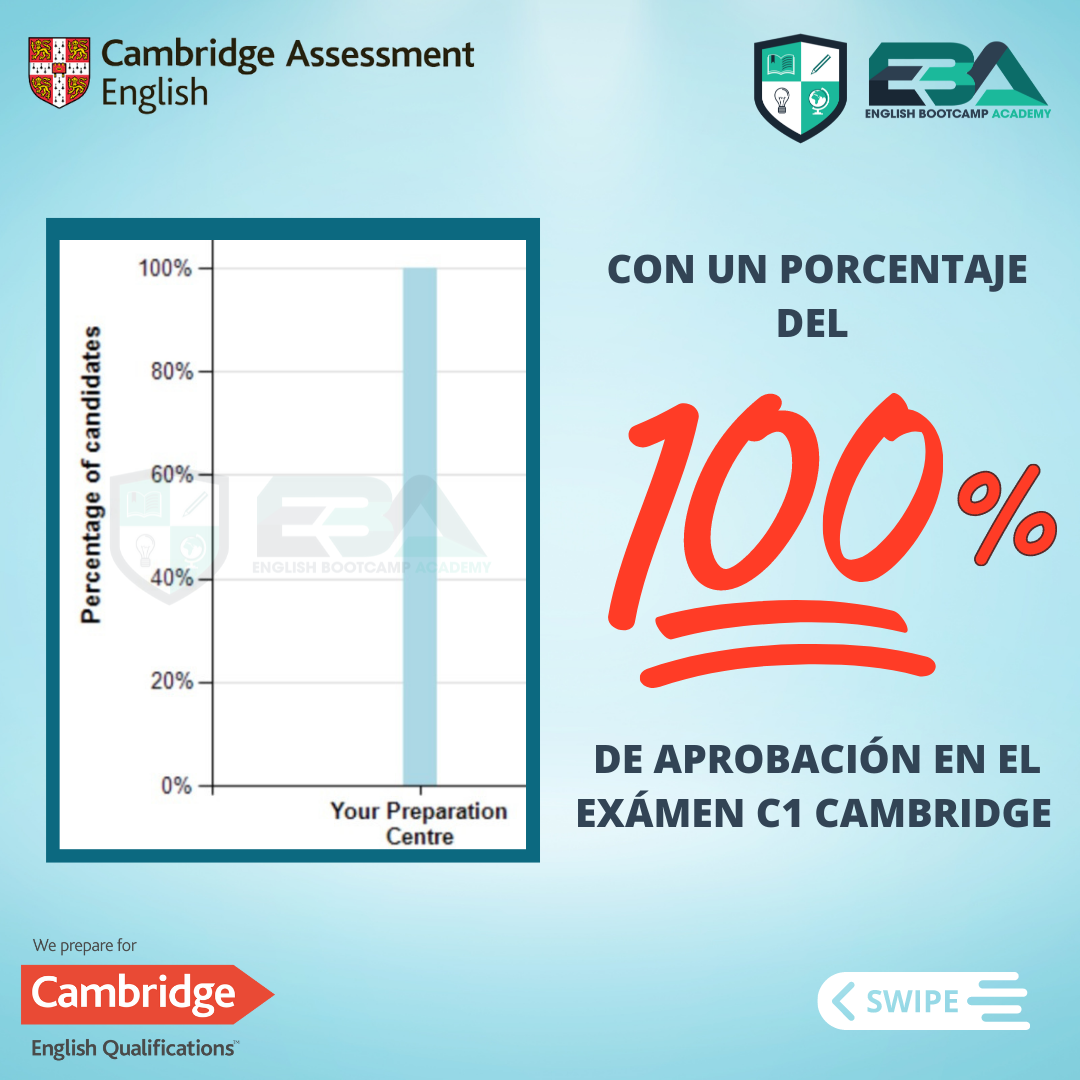 Cambridge Assessment
English
EBA
ENGLISH BOOTCAMP ACADEMY
Percentage of candidates
100%
80%
60%
40%
20%
0%
EBA
ENGLISH BOOTCAMP ACADEMY
Your Preparation
Centre
CON UN PORCENTAJE
DEL
100%
DE APROBACIÓN EN EL
EXÁMEN C1 CAMBRIDGE
We prepare for
Cambridge
English Qualifications™
SWIPE